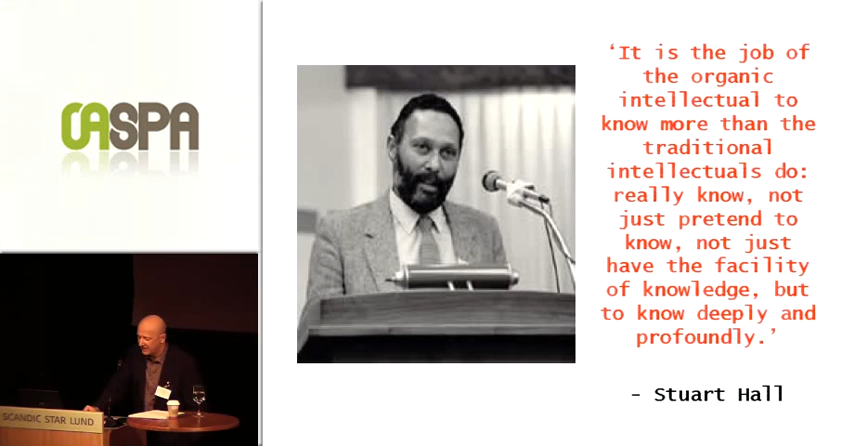 OASPA
‘It is the job of
the organic
intellectual to
know more than the
traditional
intellectuals do:
really know, not
just pretend to
know, not just
have the facility
of knowledge, but
to know deeply and
profoundly.’
- Stuart Hall
SCANDIC STAR LUND